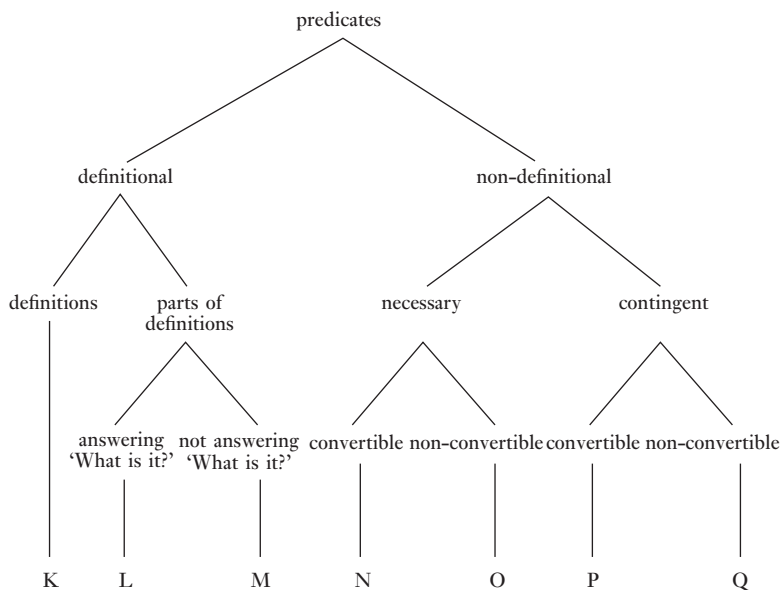 predicates
definitional non-definitional
definitions parts of necessary contingent
definitions
answering not answering convertible non-convertible convertible non-convertible
‘What is it?’ ‘What is it?’
K L M N O P Q